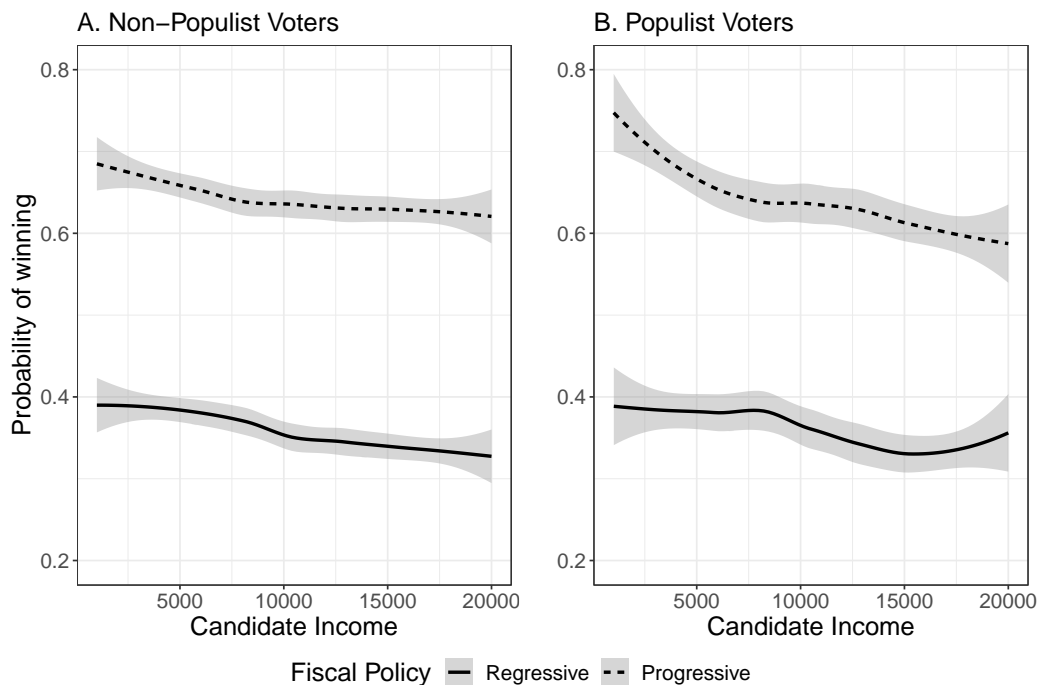 A. Non−Populist Voters
B. Populist Voters
Probability of winning
0.8
0.6
0.4
0.2
0.8
0.6
0.4
0.2
5000 10000 15000 20000
5000 10000 15000 20000
Candidate Income
Candidate Income
Fiscal Policy Regressive Progressive